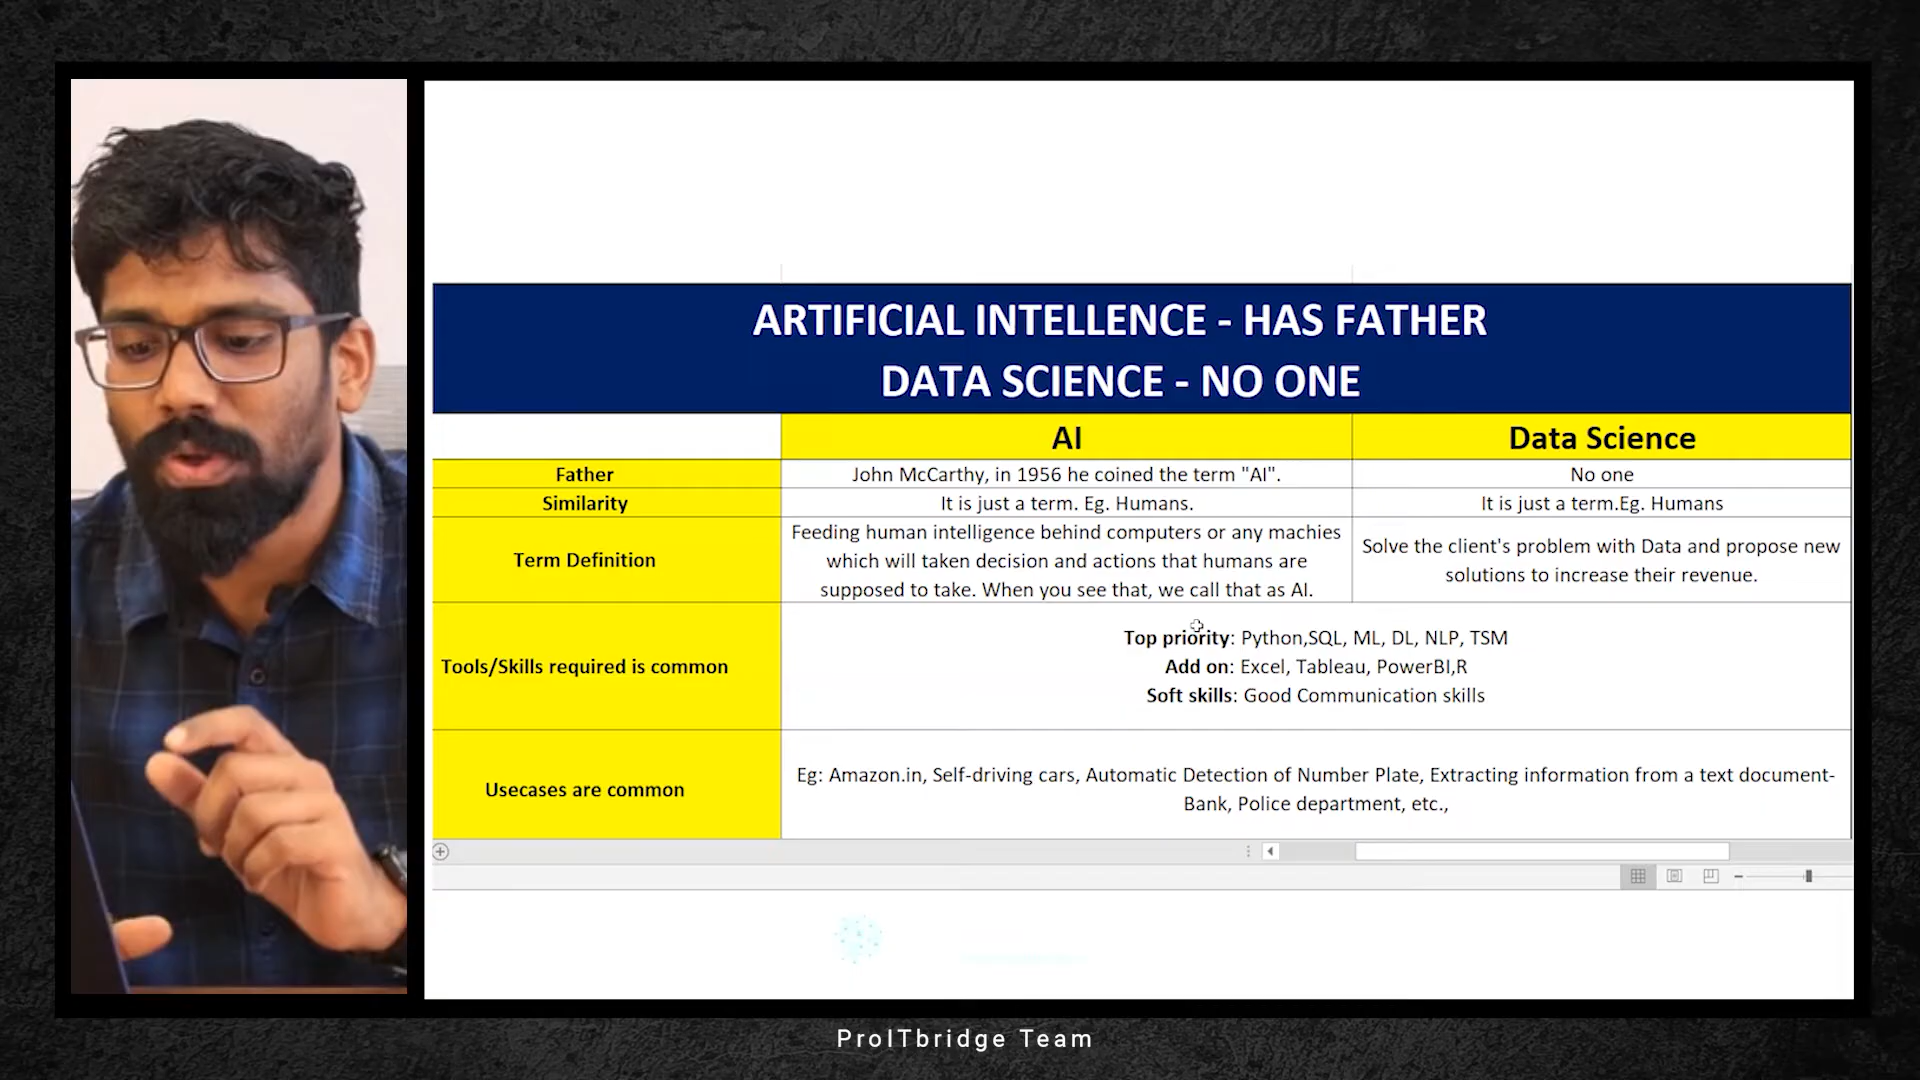 ARTIFICIAL INTELLENCE - HAS FATHER
DATA SCIENCE - NO ONE
AI
Data Science
Father
John McCarthy, in 1956 he coined the term "AI".
No one
Similarity
It is just a term. Eg. Humans.
It is just a term.Eg. Humans
Term Definition
Feeding human intelligence behind computers or any machies
which will taken decision and actions that humans are
supposed to take. When you see that, we call that as AI.
Solve the client's problem with Data and propose new
solutions to increase their revenue.
Tools/Skills required is common
Top priority: Python,SQL, ML, DL, NLP, TSM
Add on: Excel, Tableau, PowerBI,R
Soft skills: Good Communication skills
Usecases are common
Eg: Amazon.in, Self-driving cars, Automatic Detection of Number Plate, Extracting information from a text document-
Bank, Police department, etc.,
ProITbridge Team